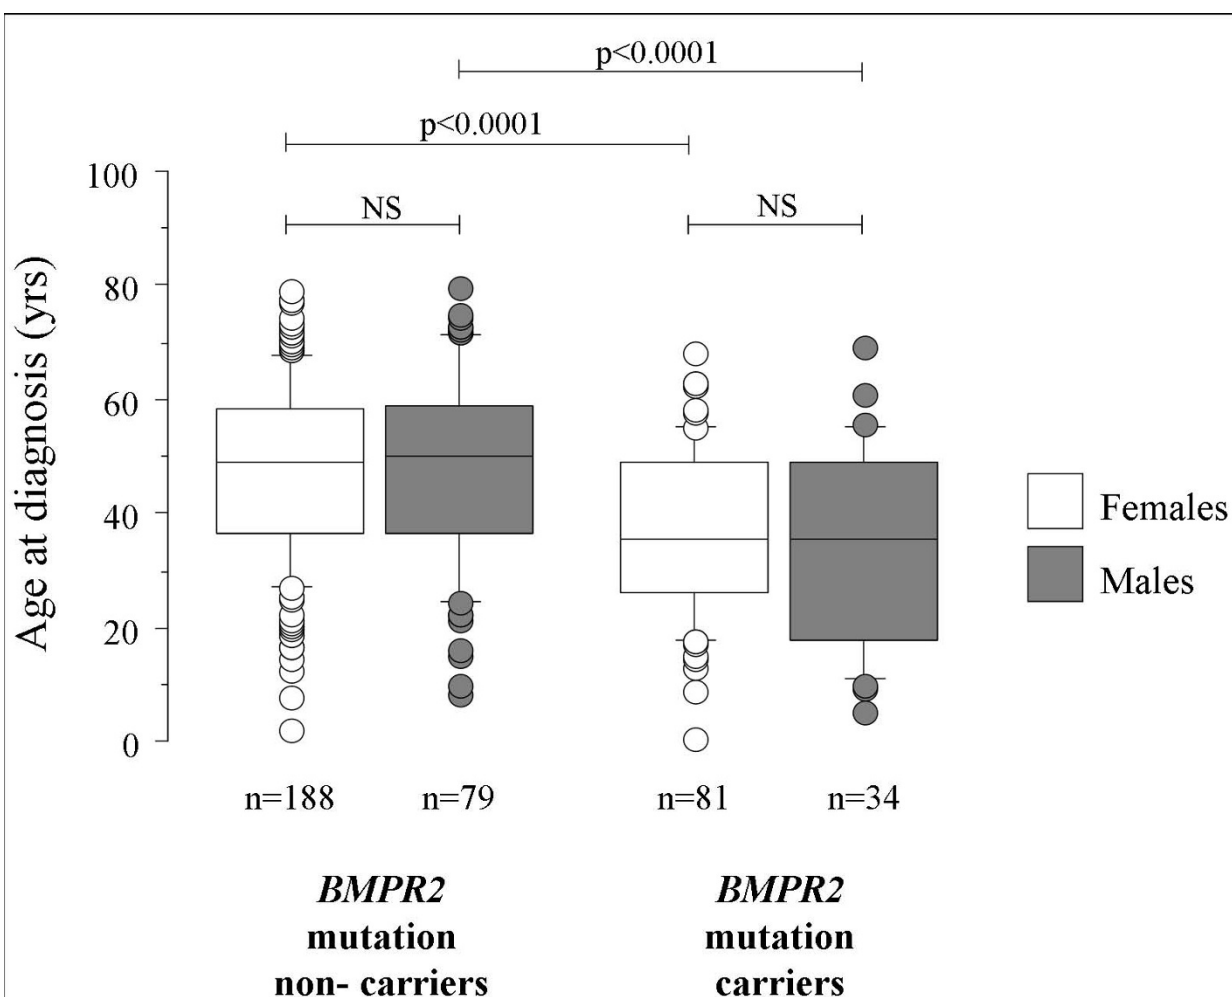 p<0.0001
p<0.0001
NS
NS
Age at diagnosis (yrs)
100
80
60
40
20
0
Females
Males
n=188
n=79
n=81
n=34
BMPR2
mutation
non- carriers
BMPR2
mutation
carriers